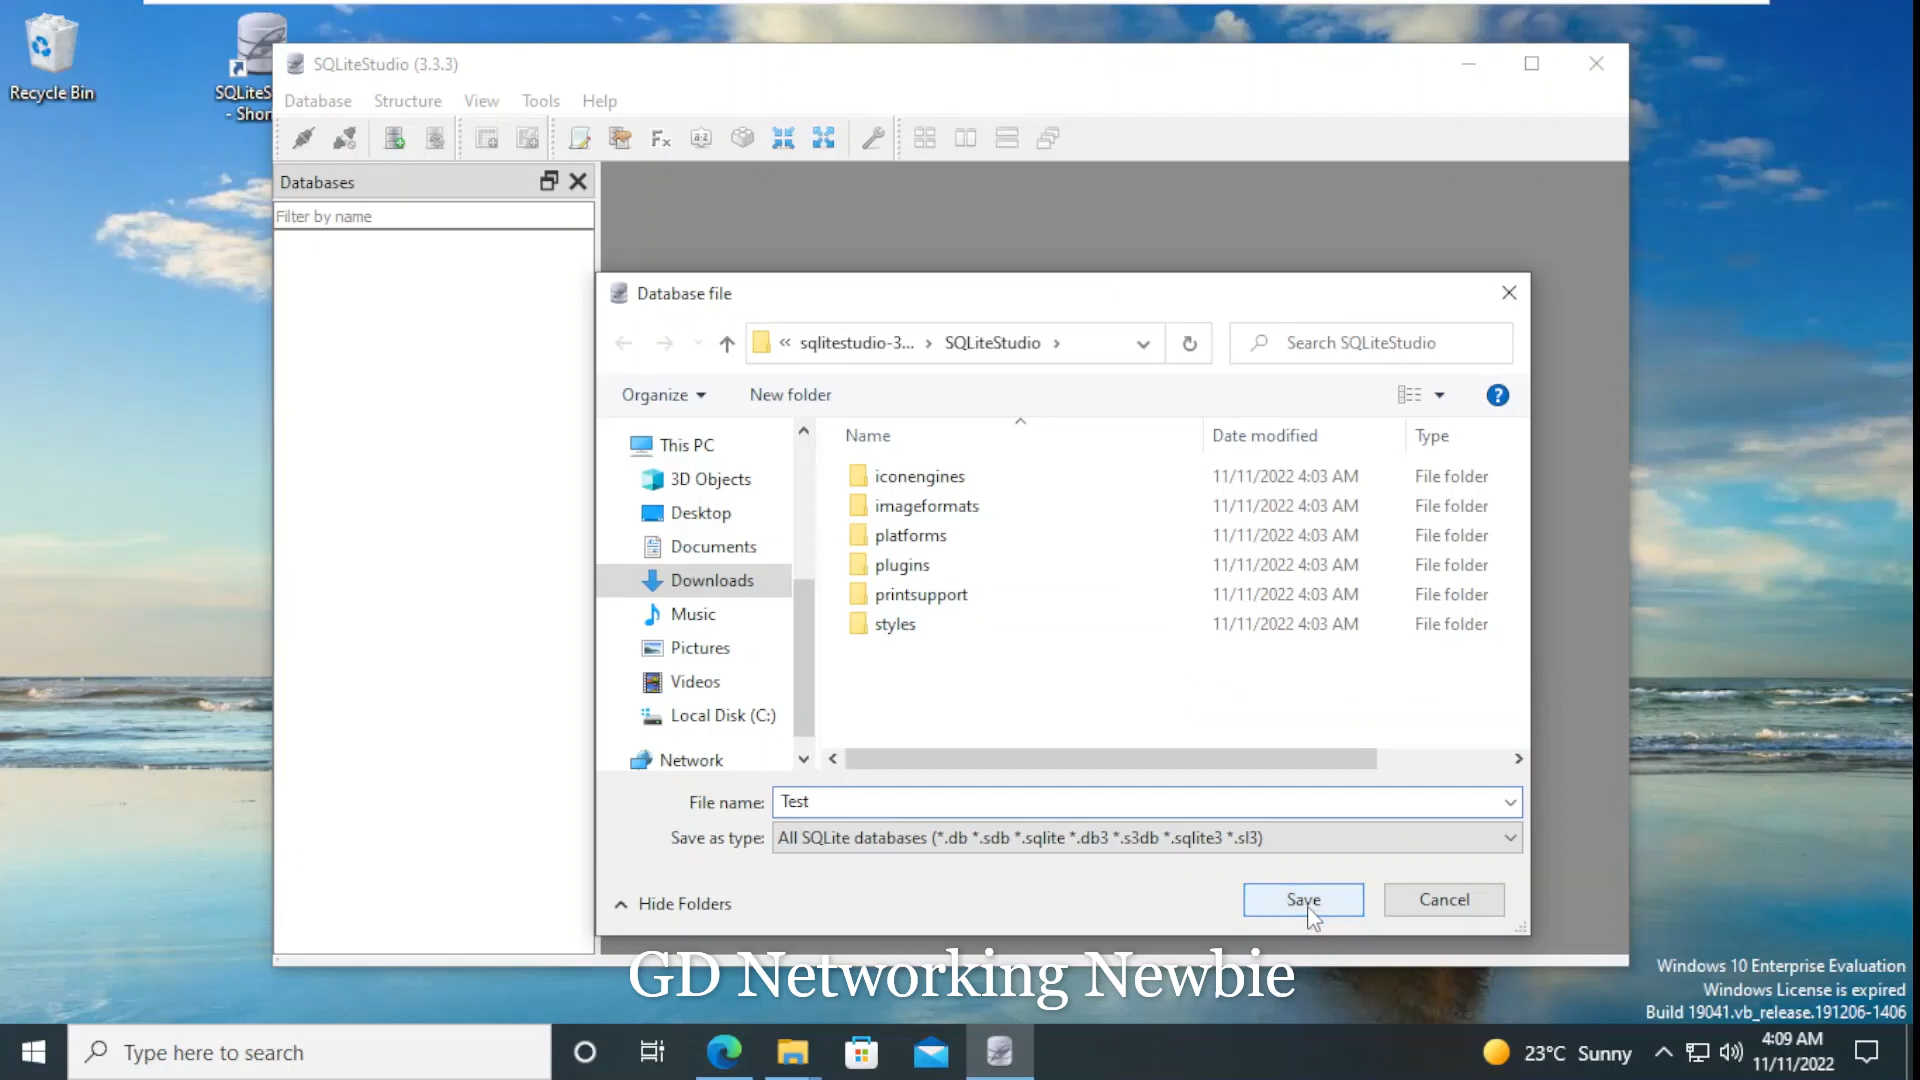 Recycle Bin
SQLiteS
- Shor
SQLiteStudio (3.3.3)
Database Structure View Tools Help
Databases
Filter by name
Database file
« sqlitestudio-3... › SQLiteStudio ›
Search SQLiteStudio
Organize New folder
This PC
3D Objects
Desktop
Documents
Downloads
Music
Pictures
Videos
Local Disk (C:)
Network
Name Date modified Type
iconengines 11/11/2022 4:03 AM File folder
imageformats 11/11/2022 4:03 AM File folder
platforms 11/11/2022 4:03 AM File folder
plugins 11/11/2022 4:03 AM File folder
printsupport 11/11/2022 4:03 AM File folder
styles 11/11/2022 4:03 AM File folder
File name: Test
Save as type: All SQLite databases (*.db *.sdb *.sqlite *.db3 *.s3db *.sqlite3 *.sl3)
Hide Folders
Save Cancel
GD Networking Newbie
Windows 10 Enterprise Evaluation
Windows License is expired
Build 19041.vb_release.191206-1406
Type here to search
23°C Sunny
4:09 AM
11/11/2022